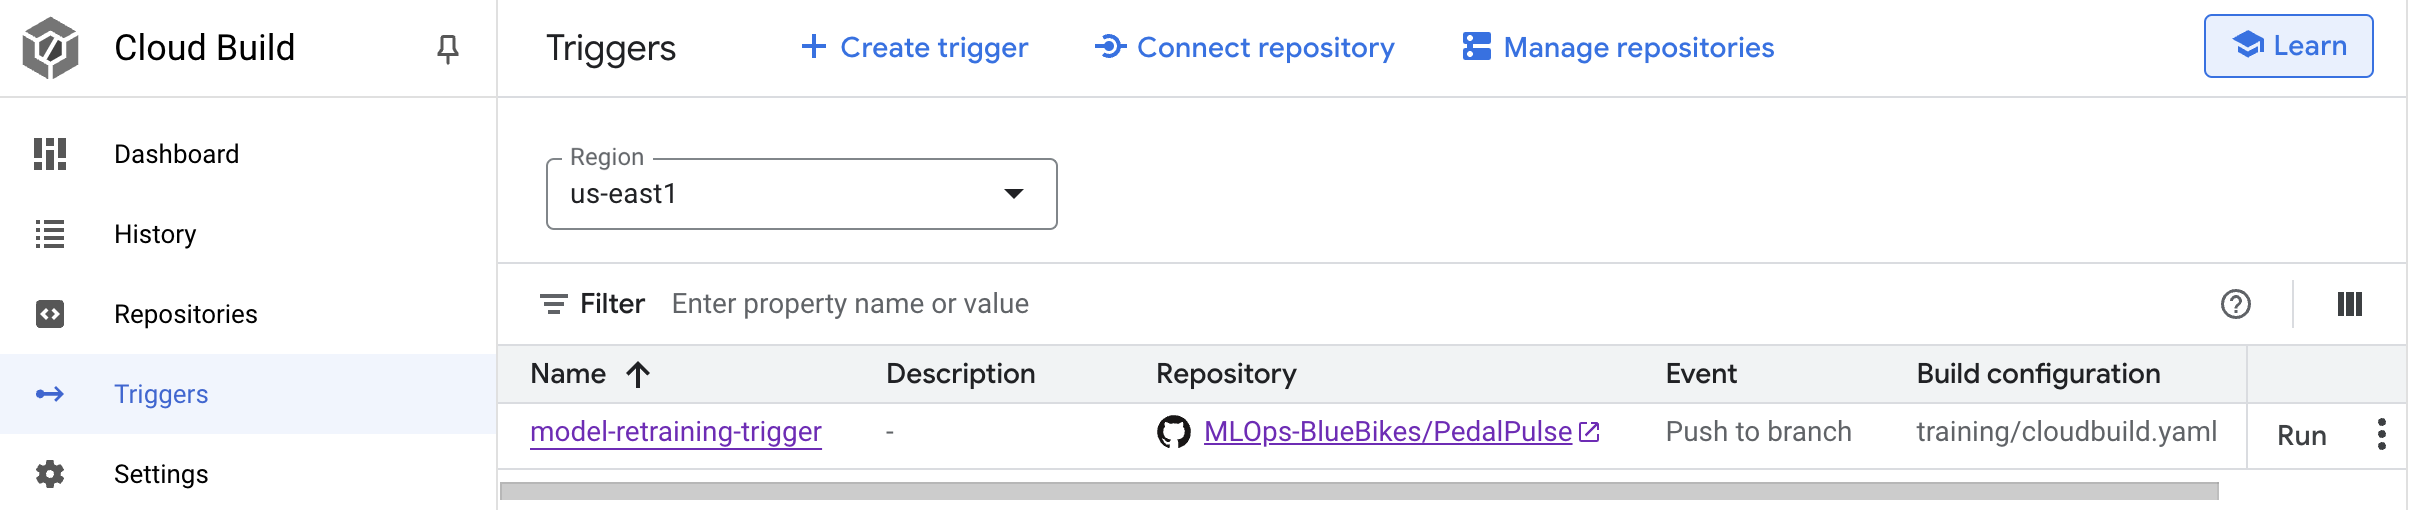 Cloud Build
Triggers
Create trigger
Connect repository
Manage repositories
Learn
Dashboard
History
Repositories
Triggers
Settings
Region
us-east1
Filter Enter property name or value
Name Description Repository Event Build configuration
model-retraining-trigger - MLOps-BlueBikes/PedalPulse Push to branch training/cloudbuild.yaml Run